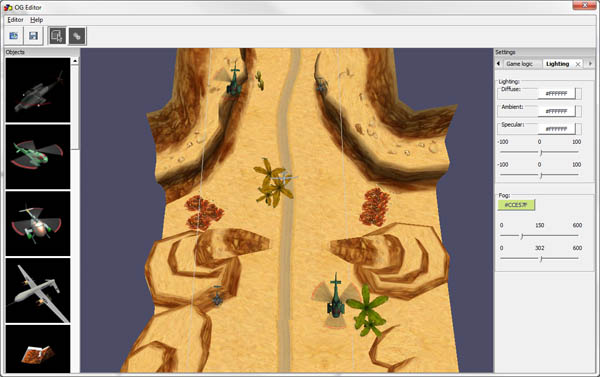 OG Editor
Editor Help
Objects
Settings
Game logic Lighting
Lighting:
Diffuse: #FFFFFF
Ambient: #FFFFFF
Specular: #FFFFFF
-100 0 100
-100 0 100
Fog:
#CCE57F
0 150 600
0 302 600